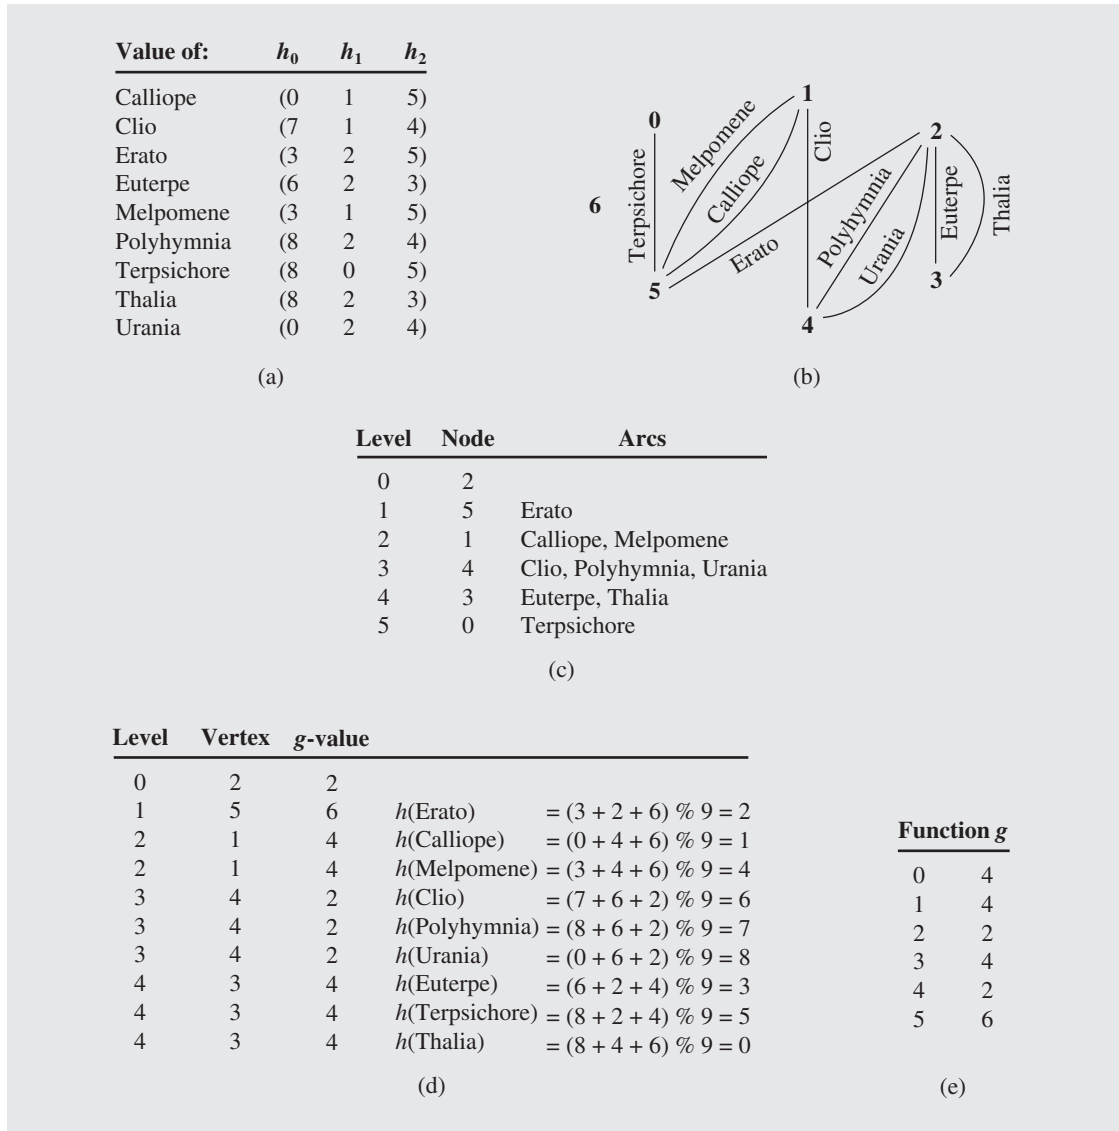 Value of: h0 h1 h2
Calliope (0 1 5)
Clio (7 1 4)
Erato (3 2 5)
Euterpe (6 2 3)
Melpomene (3 1 5)
Polyhymnia (8 2 4)
Terpsichore (8 0 5)
Thalia (8 2 3)
Urania (0 2 4)
(a)
0
1
2
6
5
4
3
Terpsichore
Melpomene
Calliope
Clio
Erato
Polyhymnia
Urania
Euterpe
Thalia
(b)
Level Node Arcs
0 2
1 5 Erato
2 1 Calliope, Melpomene
3 4 Clio, Polyhymnia, Urania
4 3 Euterpe, Thalia
5 0 Terpsichore
(c)
Level Vertex g-value
0 2 2
1 5 6 h(Erato) = (3 + 2 + 6) % 9 = 2
2 1 4 h(Calliope) = (0 + 4 + 6) % 9 = 1
2 1 4 h(Melpomene) = (3 + 4 + 6) % 9 = 4
3 4 2 h(Clio) = (7 + 6 + 2) % 9 = 6
3 4 2 h(Polyhymnia) = (8 + 6 + 2) % 9 = 7
3 4 2 h(Urania) = (0 + 6 + 2) % 9 = 8
4 3 4 h(Euterpe) = (6 + 2 + 4) % 9 = 3
4 3 4 h(Terpsichore) = (8 + 2 + 4) % 9 = 5
4 3 4 h(Thalia) = (8 + 4 + 6) % 9 = 0
(d)
Function g
0 4
1 4
2 2
3 4
4 2
5 6
(e)